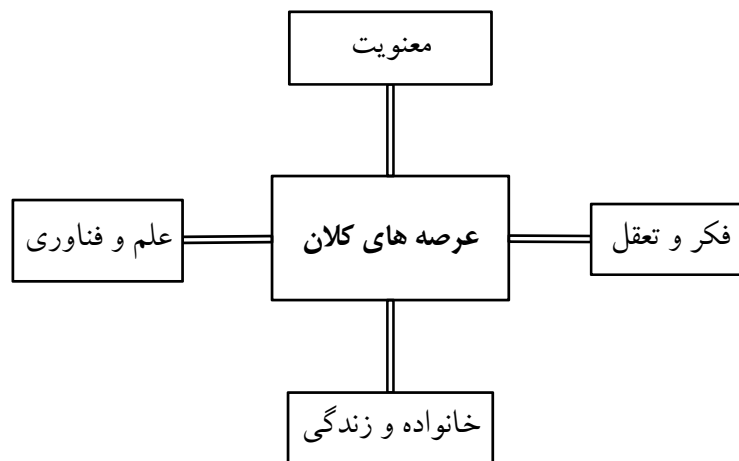 معنویت
فکر و تعقل
عرصه های کلان
علم و فناوری
خانواده و زندگی